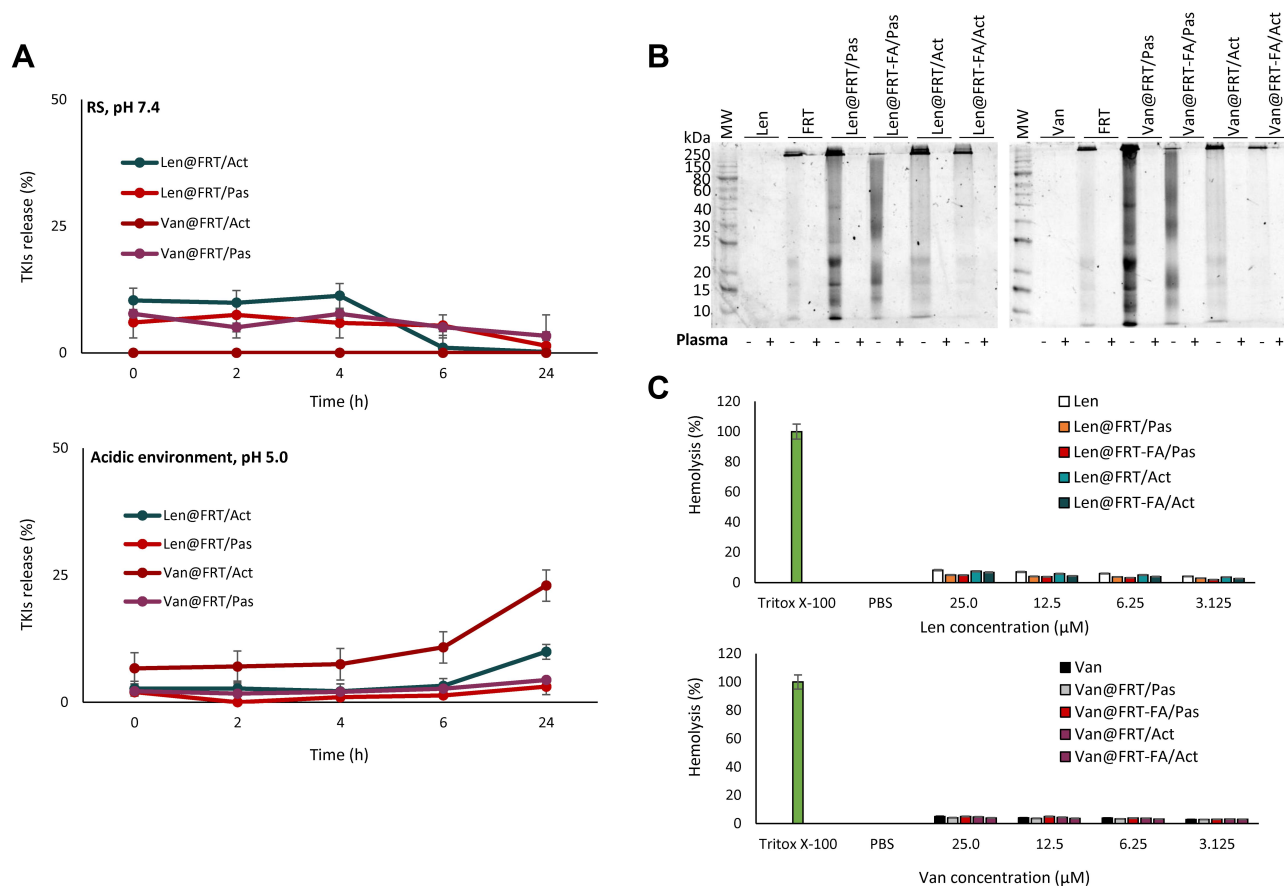 A
50
RS, pH 7.4
Len@FRT/Act
Len@FRT/Pas
Van@FRT/Act
Van@FRT/Pas
25
0
TKIs release (%)
0 2 4 6 24
Time (h)
50
Acidic environment, pH 5.0
Len@FRT/Act
Len@FRT/Pas
Van@FRT/Act
Van@FRT/Pas
25
0
TKIs release (%)
0 2 4 6 24
Time (h)
B
kDa
MW
Len
FRT
Len@FRT/Pas
Len@FRT-FA/Pas
Len@FRT/Act
Len@FRT-FA/Act
MW
Van
FRT
Van@FRT/Pas
Van@FRT-FA/Pas
Van@FRT/Act
Van@FRT-FA/Act
250
150
80
60
40
30
25
20
15
10
Plasma - + - + - + - + - + - + - + - + - + - + - + - +
C
120
100
80
60
40
20
0
Hemolysis (%)
Len
Len@FRT/Pas
Len@FRT-FA/Pas
Len@FRT/Act
Len@FRT-FA/Act
Tritox X-100 PBS 25.0 12.5 6.25 3.125
Len concentration (µM)
120
100
80
60
40
20
0
Hemolysis (%)
Van
Van@FRT/Pas
Van@FRT-FA/Pas
Van@FRT/Act
Van@FRT-FA/Act
Tritox X-100 PBS 25.0 12.5 6.25 3.125
Van concentration (µM)